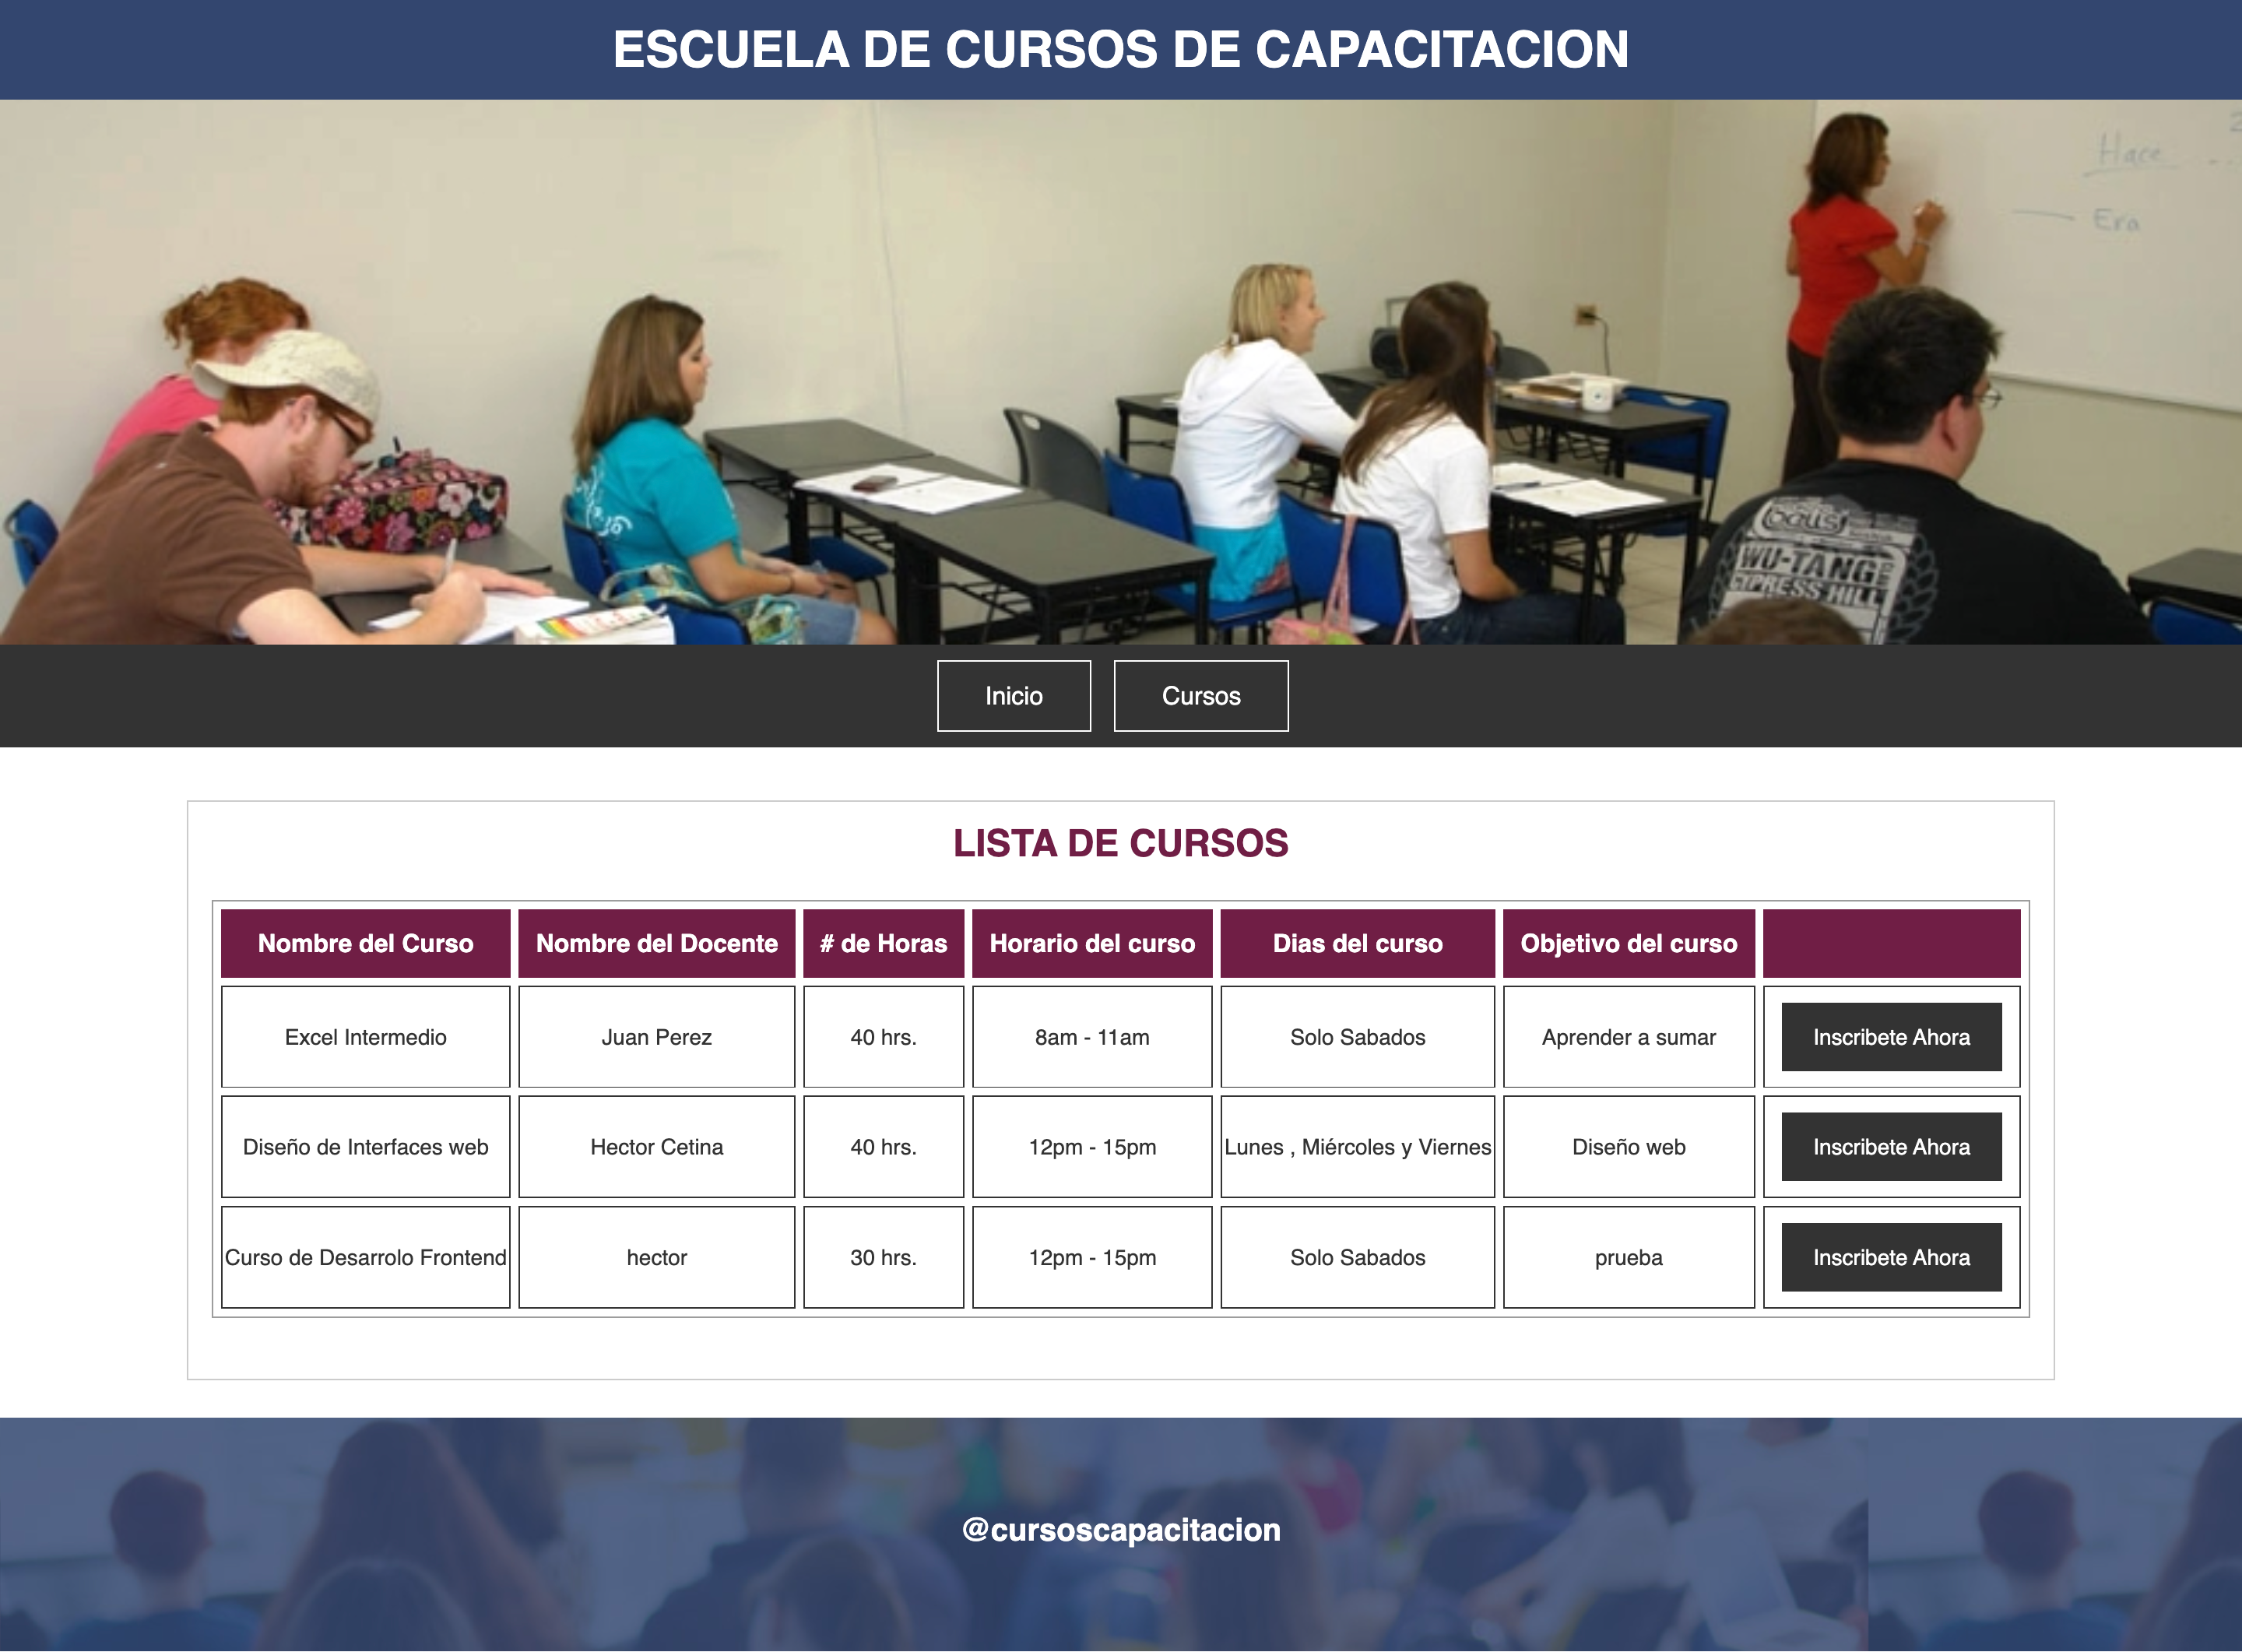 ESCUELA DE CURSOS DE CAPACITACION
Hace
Era
WU-TANG
CYPRESS HILL
Inicio Cursos
LISTA DE CURSOS
Nombre del Curso Nombre del Docente # de Horas Horario del curso Dias del curso Objetivo del curso
Excel Intermedio Juan Perez 40 hrs. 8am - 11am Solo Sabados Aprender a sumar Inscribete Ahora
Diseño de Interfaces web Hector Cetina 40 hrs. 12pm - 15pm Lunes , Miércoles y Viernes Diseño web Inscribete Ahora
Curso de Desarrolo Frontend hector 30 hrs. 12pm - 15pm Solo Sabados prueba Inscribete Ahora
@cursoscapacitacion